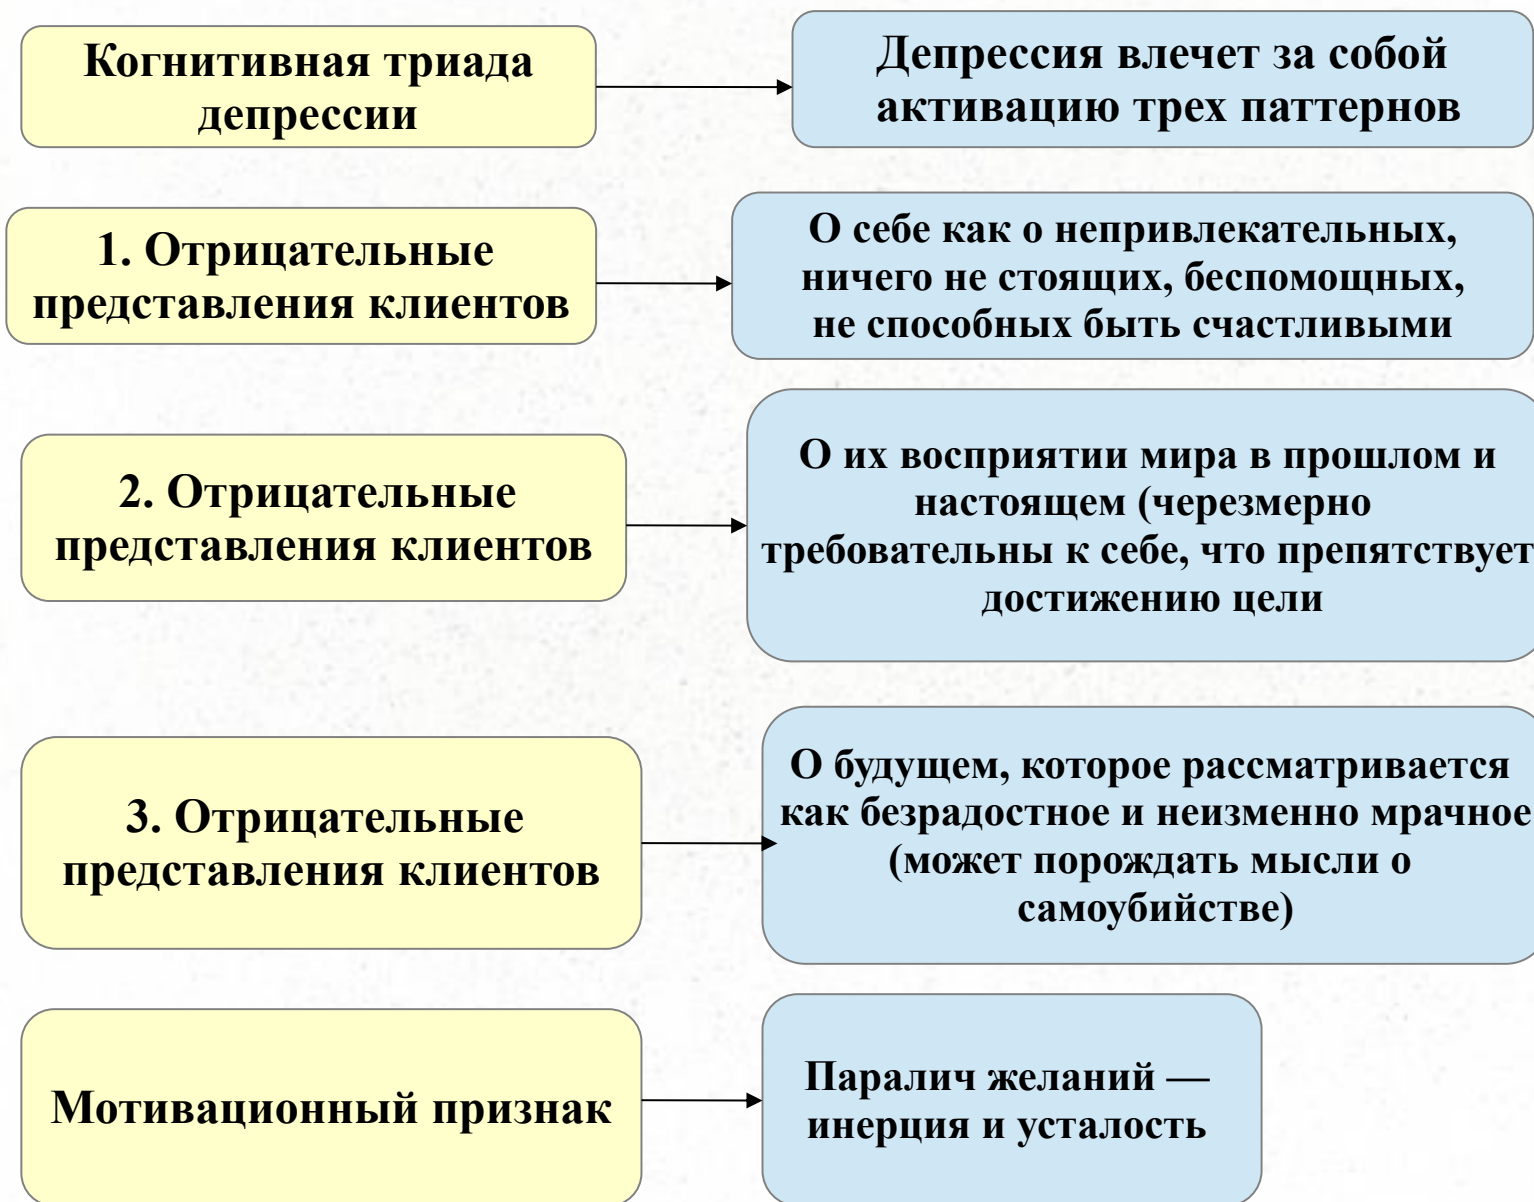 Когнитивная триада
депрессии
Депрессия влечет за собой
активацию трех паттернов
1. Отрицательные
представления клиентов
О себе как о непривлекательных,
ничего не стоящих, беспомощных,
не способных быть счастливыми
2. Отрицательные
представления клиентов
О их восприятии мира в прошлом и
настоящем (черезмерно
требовательны к себе, что препятствует
достижению цели
3. Отрицательные
представления клиентов
О будущем, которое рассматривается
как безрадостное и неизменно мрачное
(может порождать мысли о
самоубийстве)
Мотивационный признак
Паралич желаний —
инерция и усталость